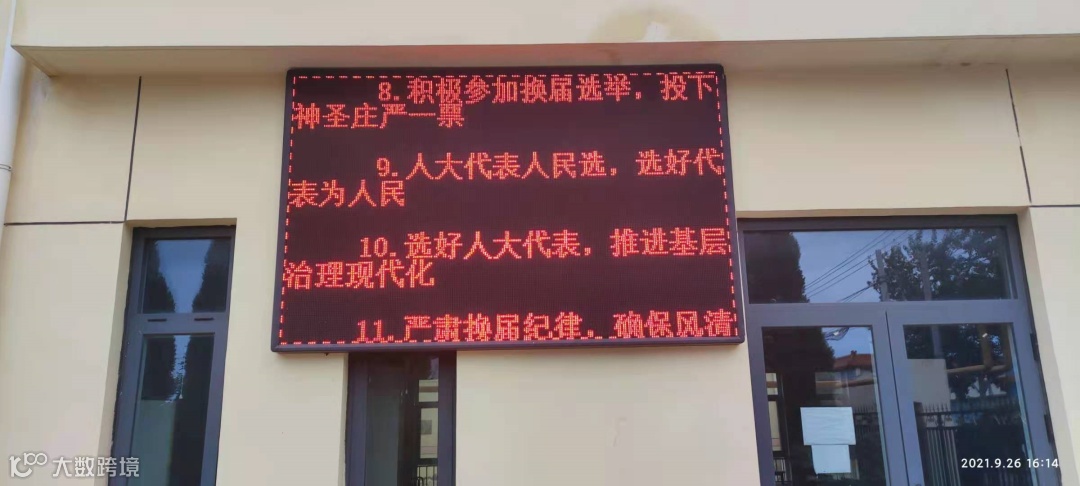 8.积极参加换届选举，投下
神圣庄严一票
9.人大代表人民选，选好代
表为人民
10.选好人大代表，推进基层
治理现代化
11.严肃换届纪律，确保风清
大数跨境
2021.9.26 16:14